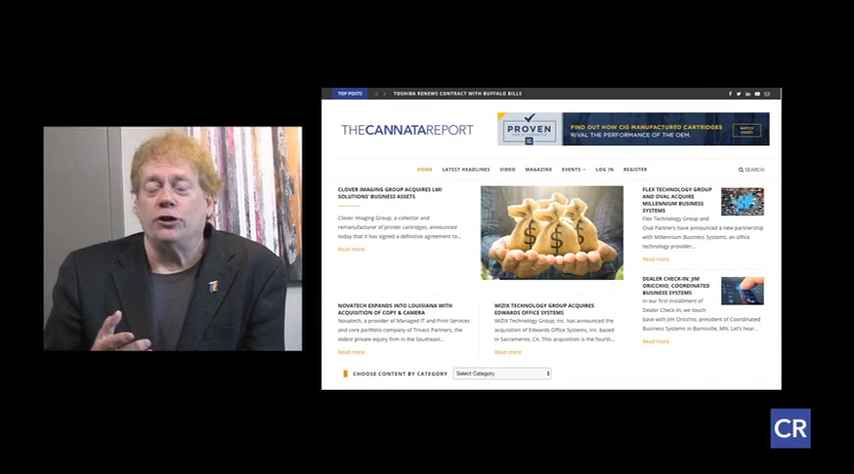 TOP POSTS
TOSHIBA RENEWS CONTRACT WITH BUFFALO BILLS
THECANNATAREPORT
PROVEN
FIND OUT HOW CIG MANUFACTURED CARTRIDGES
RIVAL THE PERFORMANCE OF THE OEM.
WATCH
VIDEO
HOME LATEST HEADLINES VIDEO MAGAZINE EVENTS LOG IN REGISTER SEARCH
CLOVER IMAGING GROUP ACQUIRES LMI
SOLUTIONS' BUSINESS ASSETS
Clover Imaging Group, a collector and
remanufacturer of printer cartridges, announced
today that it has signed a definitive agreement to...
Read more
FLEX TECHNOLOGY GROUP
AND OVAL ACQUIRE
MILLENNIUM BUSINESS
SYSTEMS
Flex Technology Group and
Oval Partners have announced a new partnership
with Millennium Business Systems, an office
technology provider...
Read more
DEALER CHECK-IN: JIM
ORICCHIO, COORDINATED
BUSINESS SYSTEMS
In our first installment of
Dealer Check-In, we touch
base with Jim Oricchio, president of Coordinated
Business Systems in Burnsville, MN. Let's hear...
Read more
NOVATECH EXPANDS INTO LOUISIANA WITH
ACQUISITION OF COPY & CAMERA
Novatech, a provider of Managed IT and Print Services
and core portfolio company of Trivest Partners, the
oldest private equity firm in the Southeast...
Read more
WIZIX TECHNOLOGY GROUP ACQUIRES
EDWARDS OFFICE SYSTEMS
WiZiX Technology Group, Inc. has announced the
acquisition of Edwards Office Systems, Inc. based
in Sacramento, CA. This acquisition is the fourth...
Read more
CHOOSE CONTENT BY CATEGORY Select Category
CR